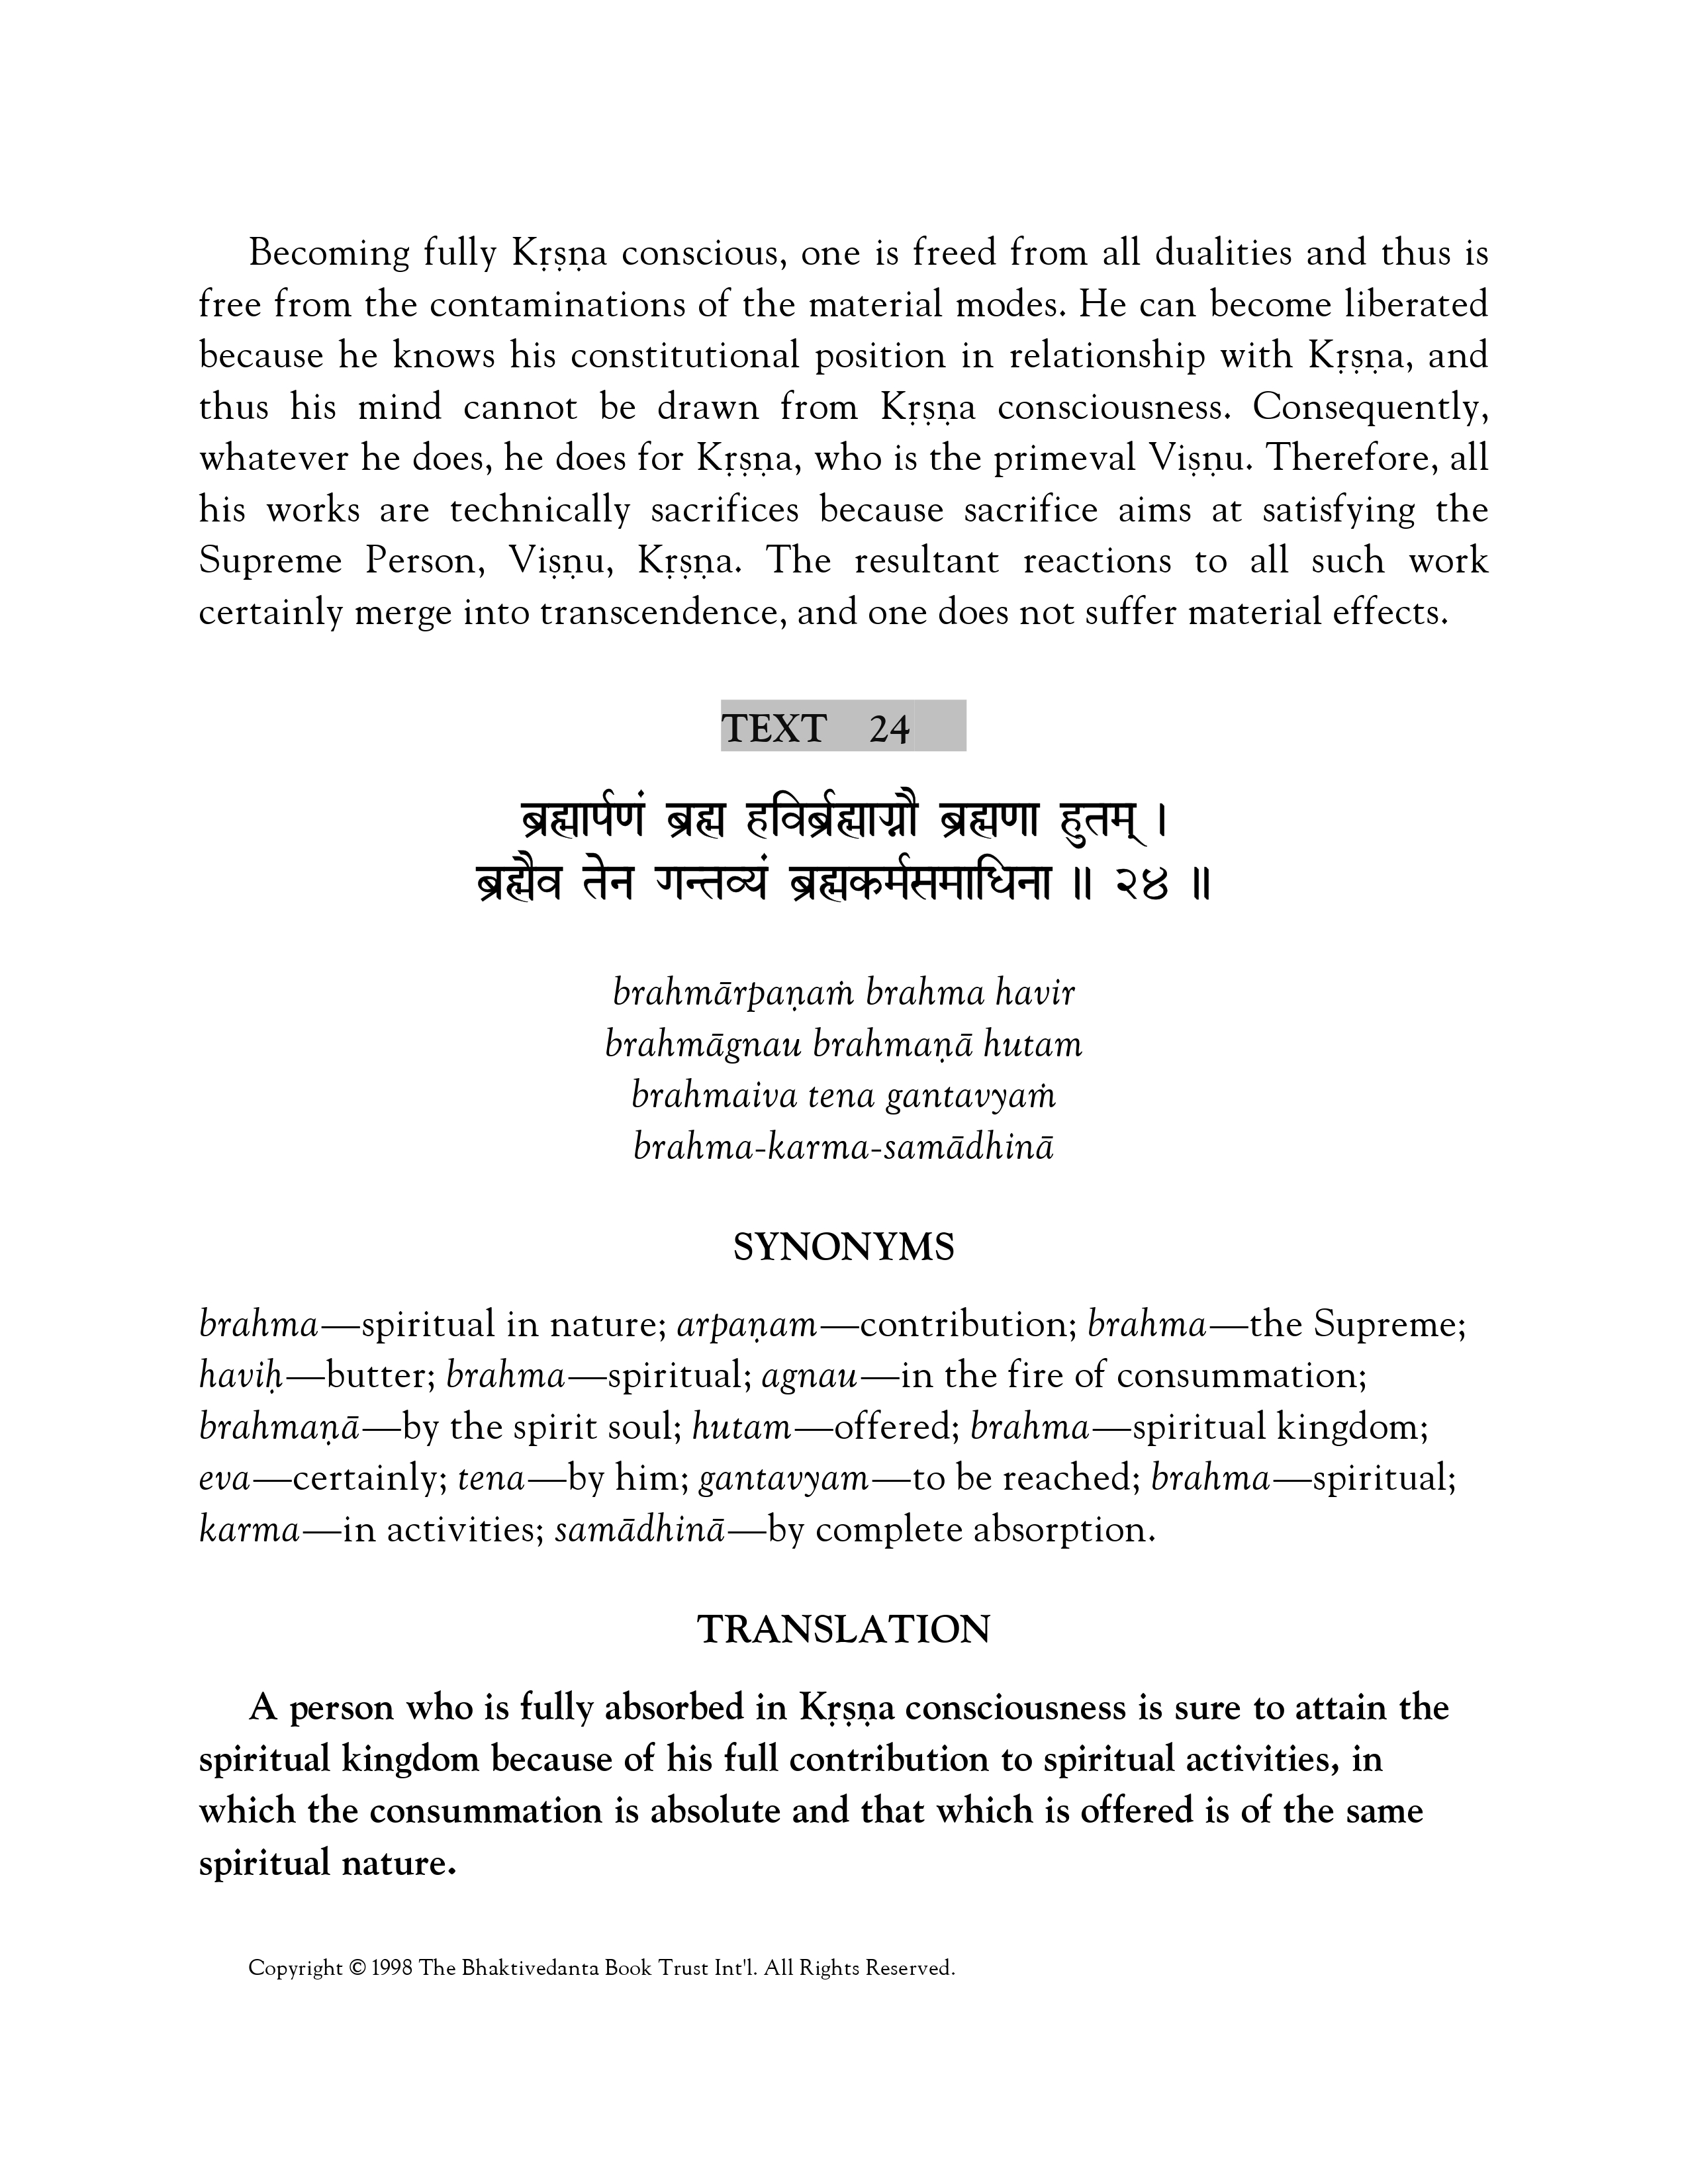 Becoming fully Kṛṣṇa conscious, one is freed from all dualities and thus is
free from the contaminations of the material modes. He can become liberated
because he knows his constitutional position in relationship with Kṛṣṇa, and
thus his mind cannot be drawn from Kṛṣṇa consciousness. Consequently,
whatever he does, he does for Kṛṣṇa, who is the primeval Viṣṇu. Therefore, all
his works are technically sacrifices because sacrifice aims at satisfying the
Supreme Person, Viṣṇu, Kṛṣṇa. The resultant reactions to all such work
certainly merge into transcendence, and one does not suffer material effects.
TEXT 24
ब्रह्मार्पणं ब्रह्म हविर्ब्रह्माग्नौ ब्रह्मणा हुतम् ।
ब्रह्मैव तेन गन्तव्यं ब्रह्मकर्मसमाधिना ॥ २४ ॥
brahmārpaṇaṁ brahma havir
brahmāgnau brahmaṇā hutam
brahmaiva tena gantavyaṁ
brahma-karma-samādhinā
SYNONYMS
brahma—spiritual in nature; arpaṇam—contribution; brahma—the Supreme;
haviḥ—butter; brahma—spiritual; agnau—in the fire of consummation;
brahmaṇā—by the spirit soul; hutam—offered; brahma—spiritual kingdom;
eva—certainly; tena—by him; gantavyam—to be reached; brahma—spiritual;
karma—in activities; samādhinā—by complete absorption.
TRANSLATION
A person who is fully absorbed in Kṛṣṇa consciousness is sure to attain the
spiritual kingdom because of his full contribution to spiritual activities, in
which the consummation is absolute and that which is offered is of the same
spiritual nature.
Copyright © 1998 The Bhaktivedanta Book Trust Int'l. All Rights Reserved.